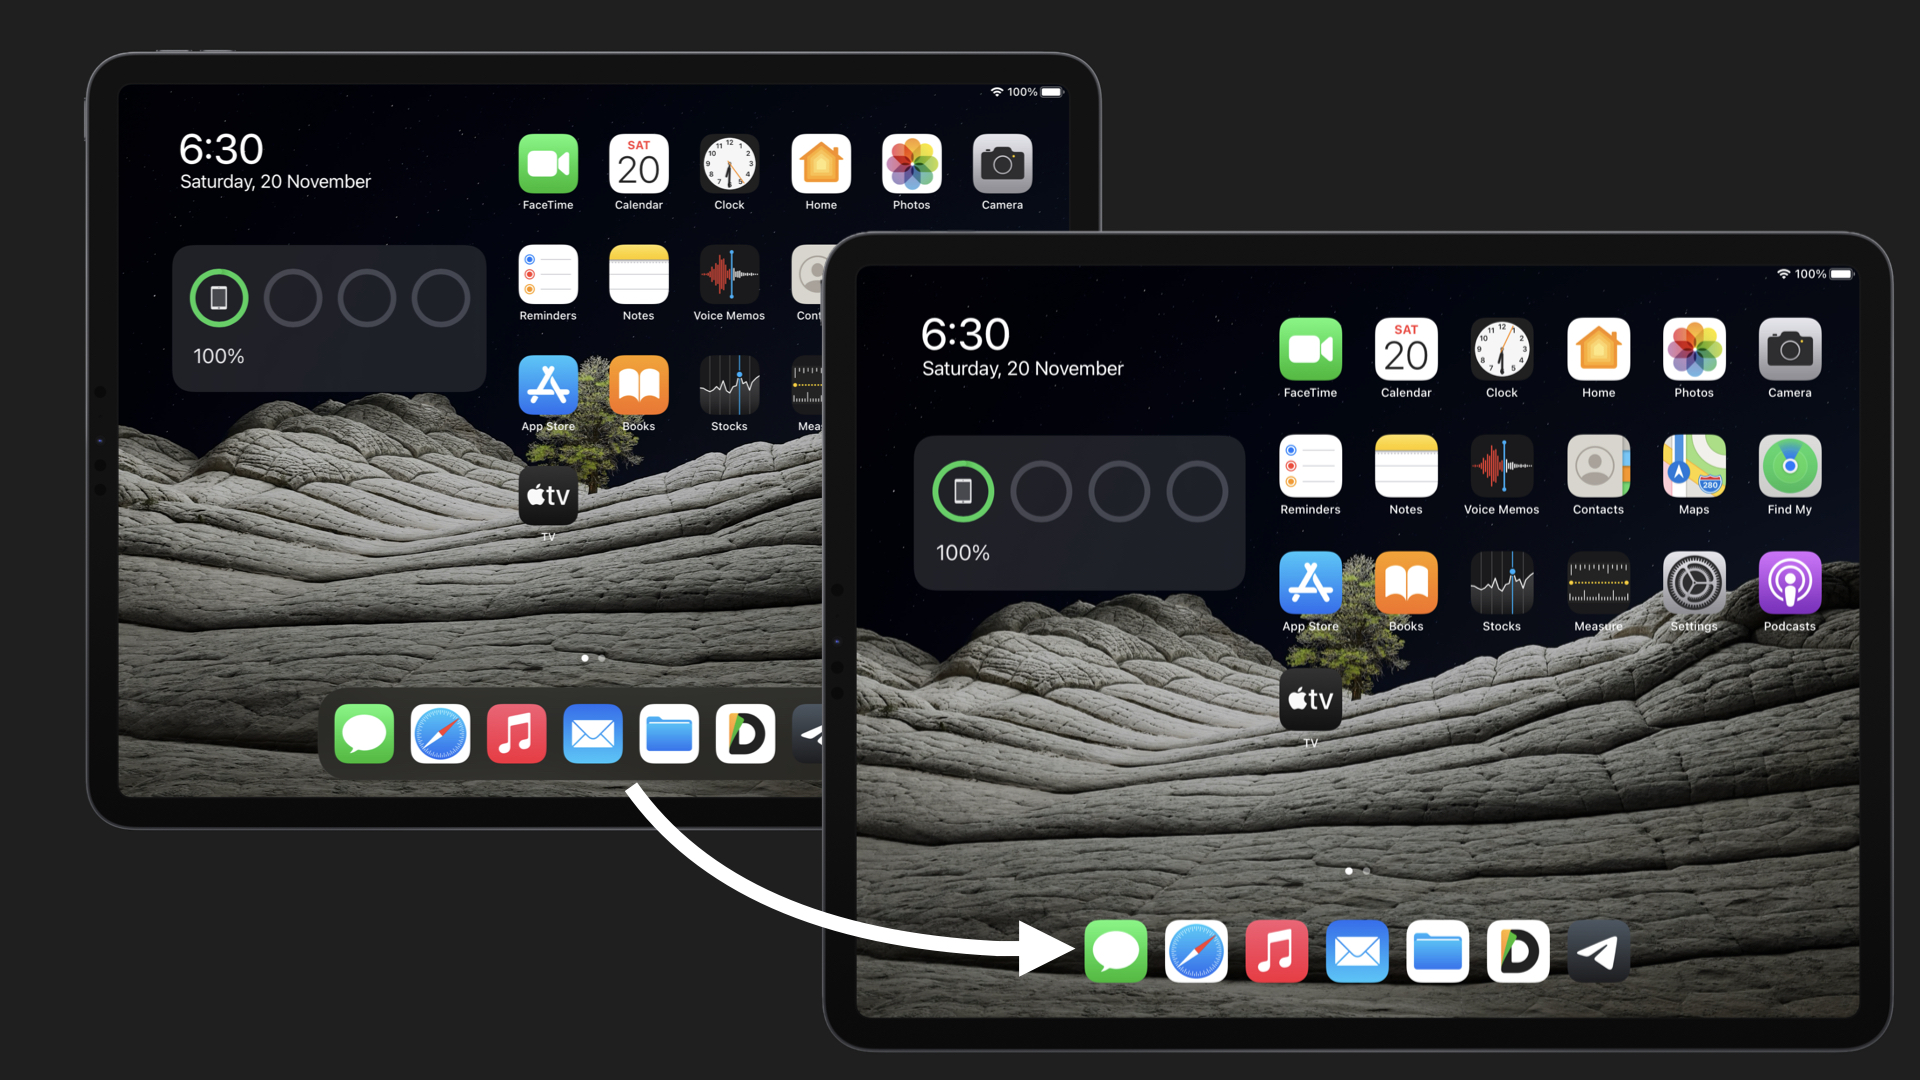 100%
6:30
Saturday, 20 November
SAT
20
FaceTime
Calendar
Clock
Home
Photos
Camera
Reminders
Notes
Voice Memos
Cont
100%
App Store
Books
Stocks
Mea
tv
TV
100%
6:30
Saturday, 20 November
SAT
20
FaceTime
Calendar
Clock
Home
Photos
Camera
280
Reminders
Notes
Voice Memos
Contacts
Maps
Find My
100%
App Store
Books
Stocks
Measure
Settings
Podcasts
tv
TV